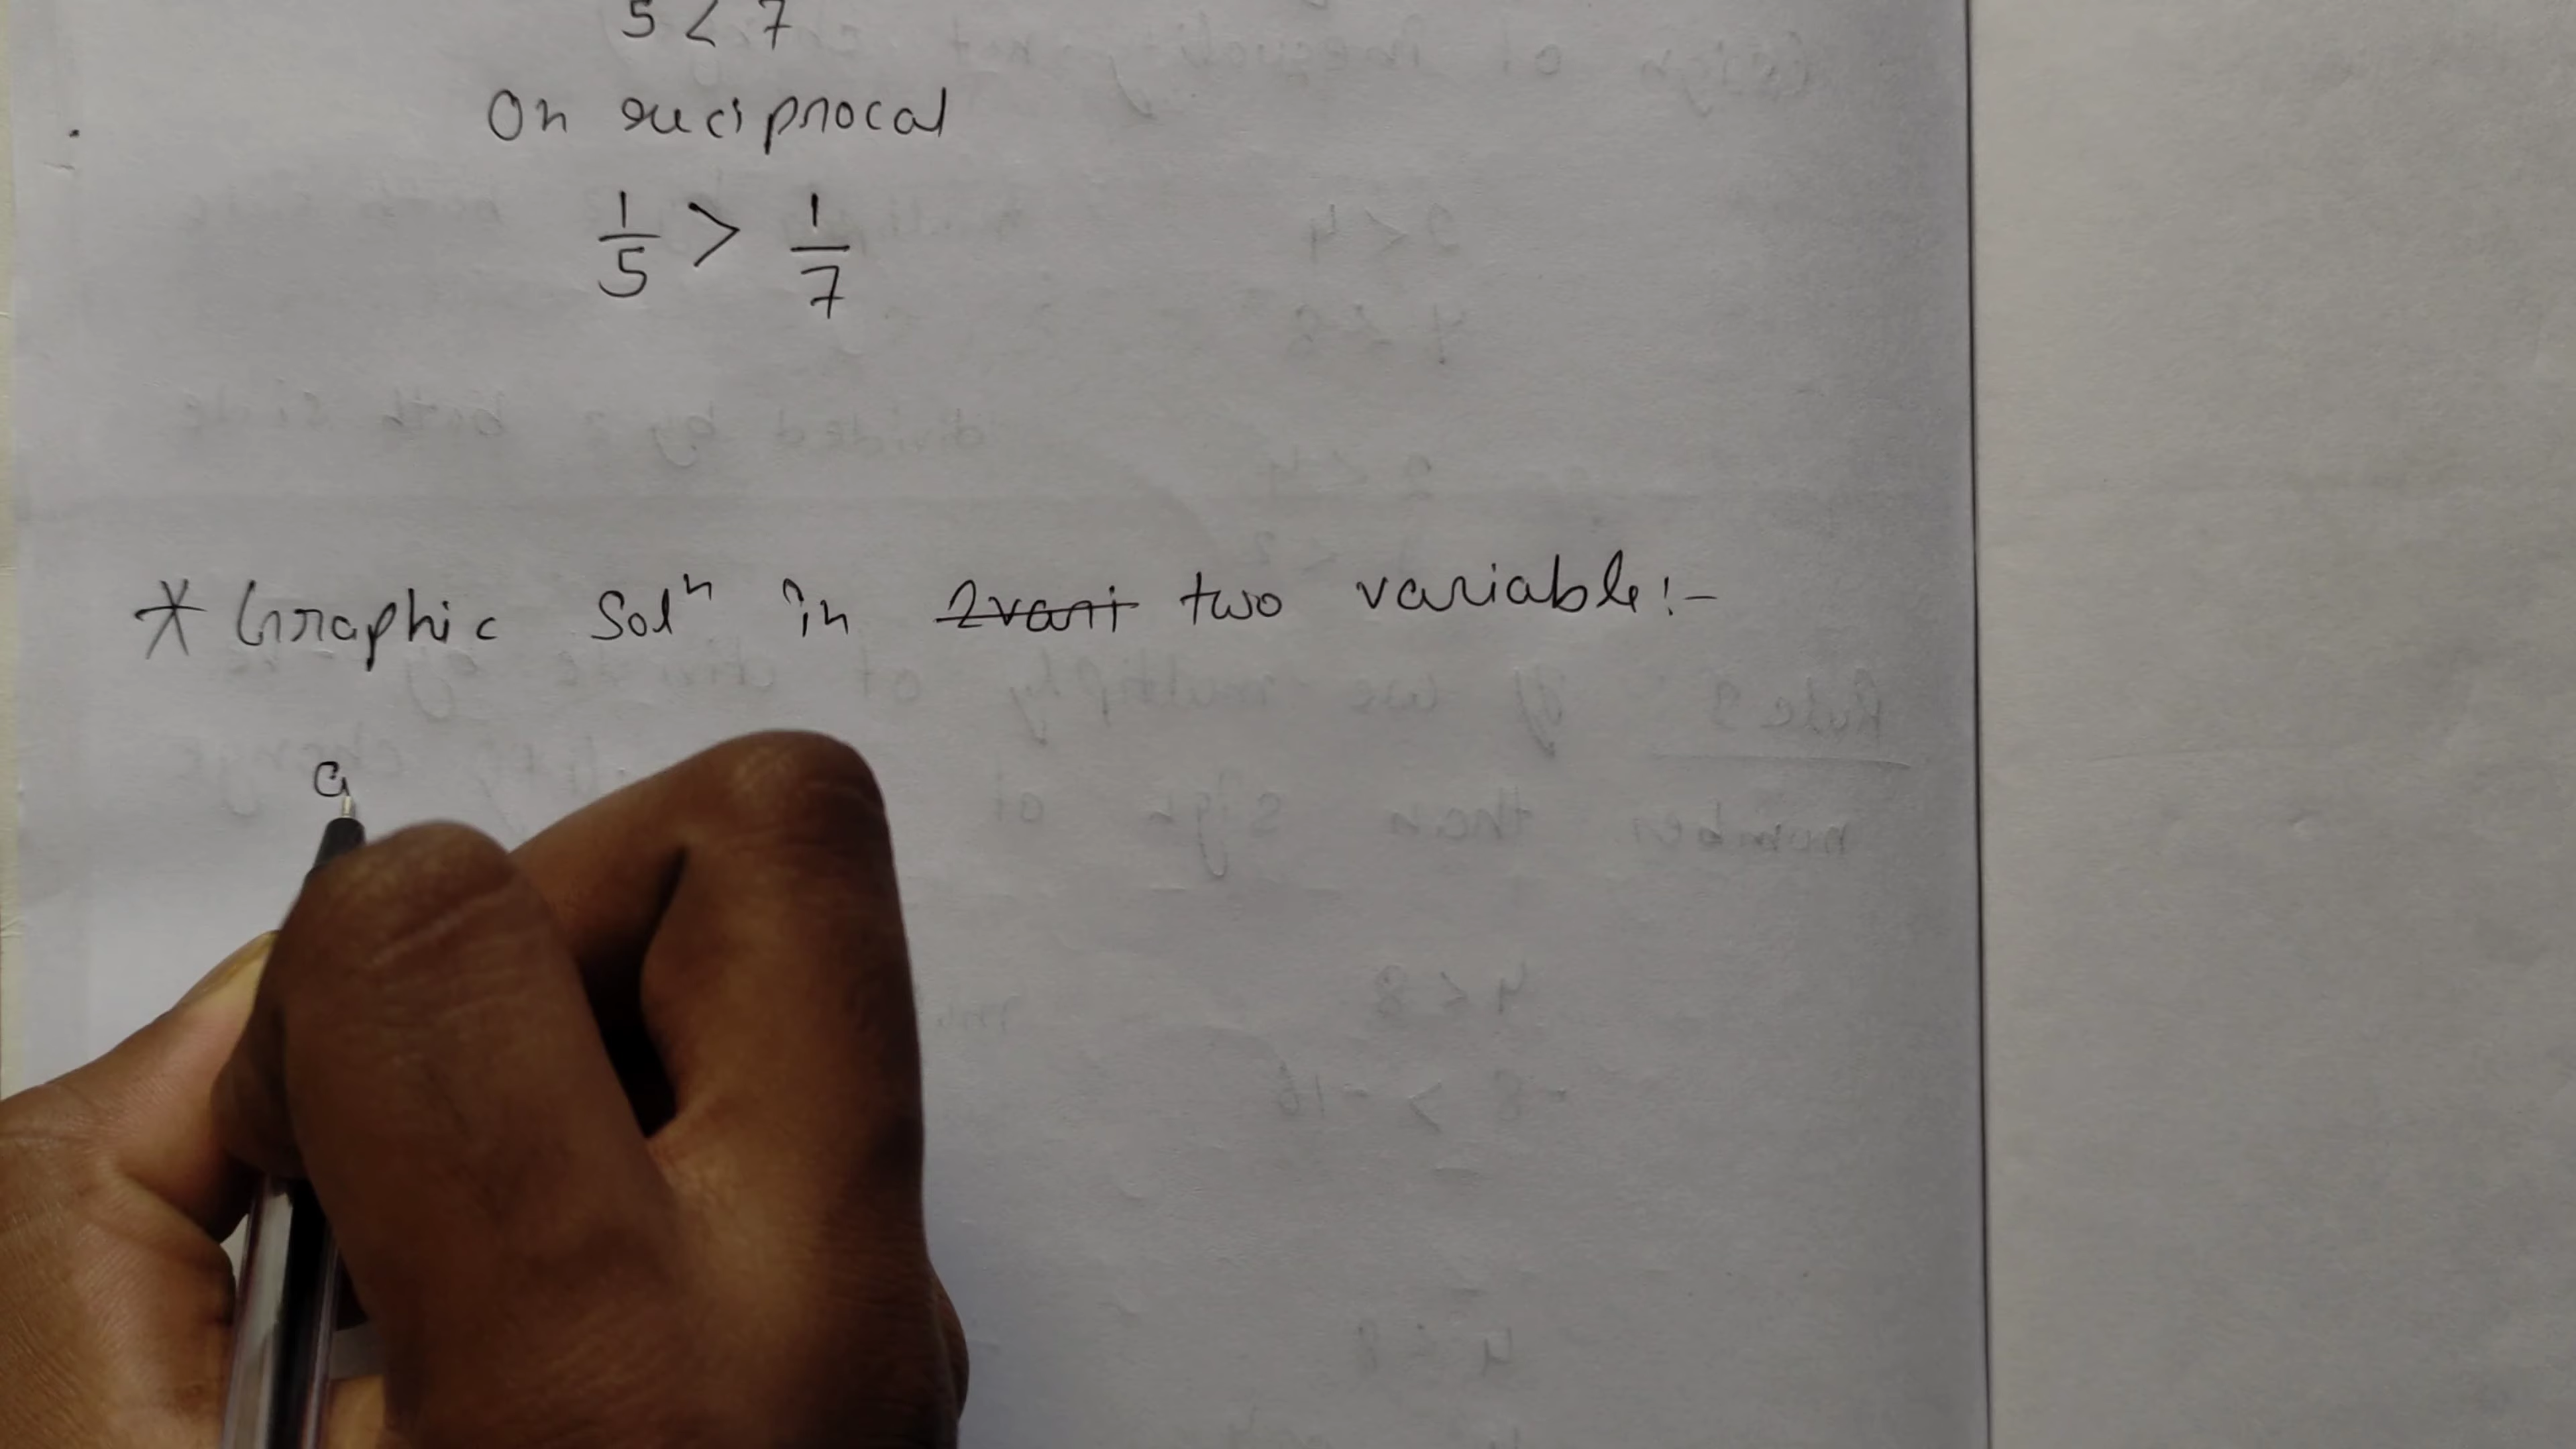 5 < 7
On reciprocal
1/5 > 1/7
* Graphic Solⁿ in 2vari two variable:-
a